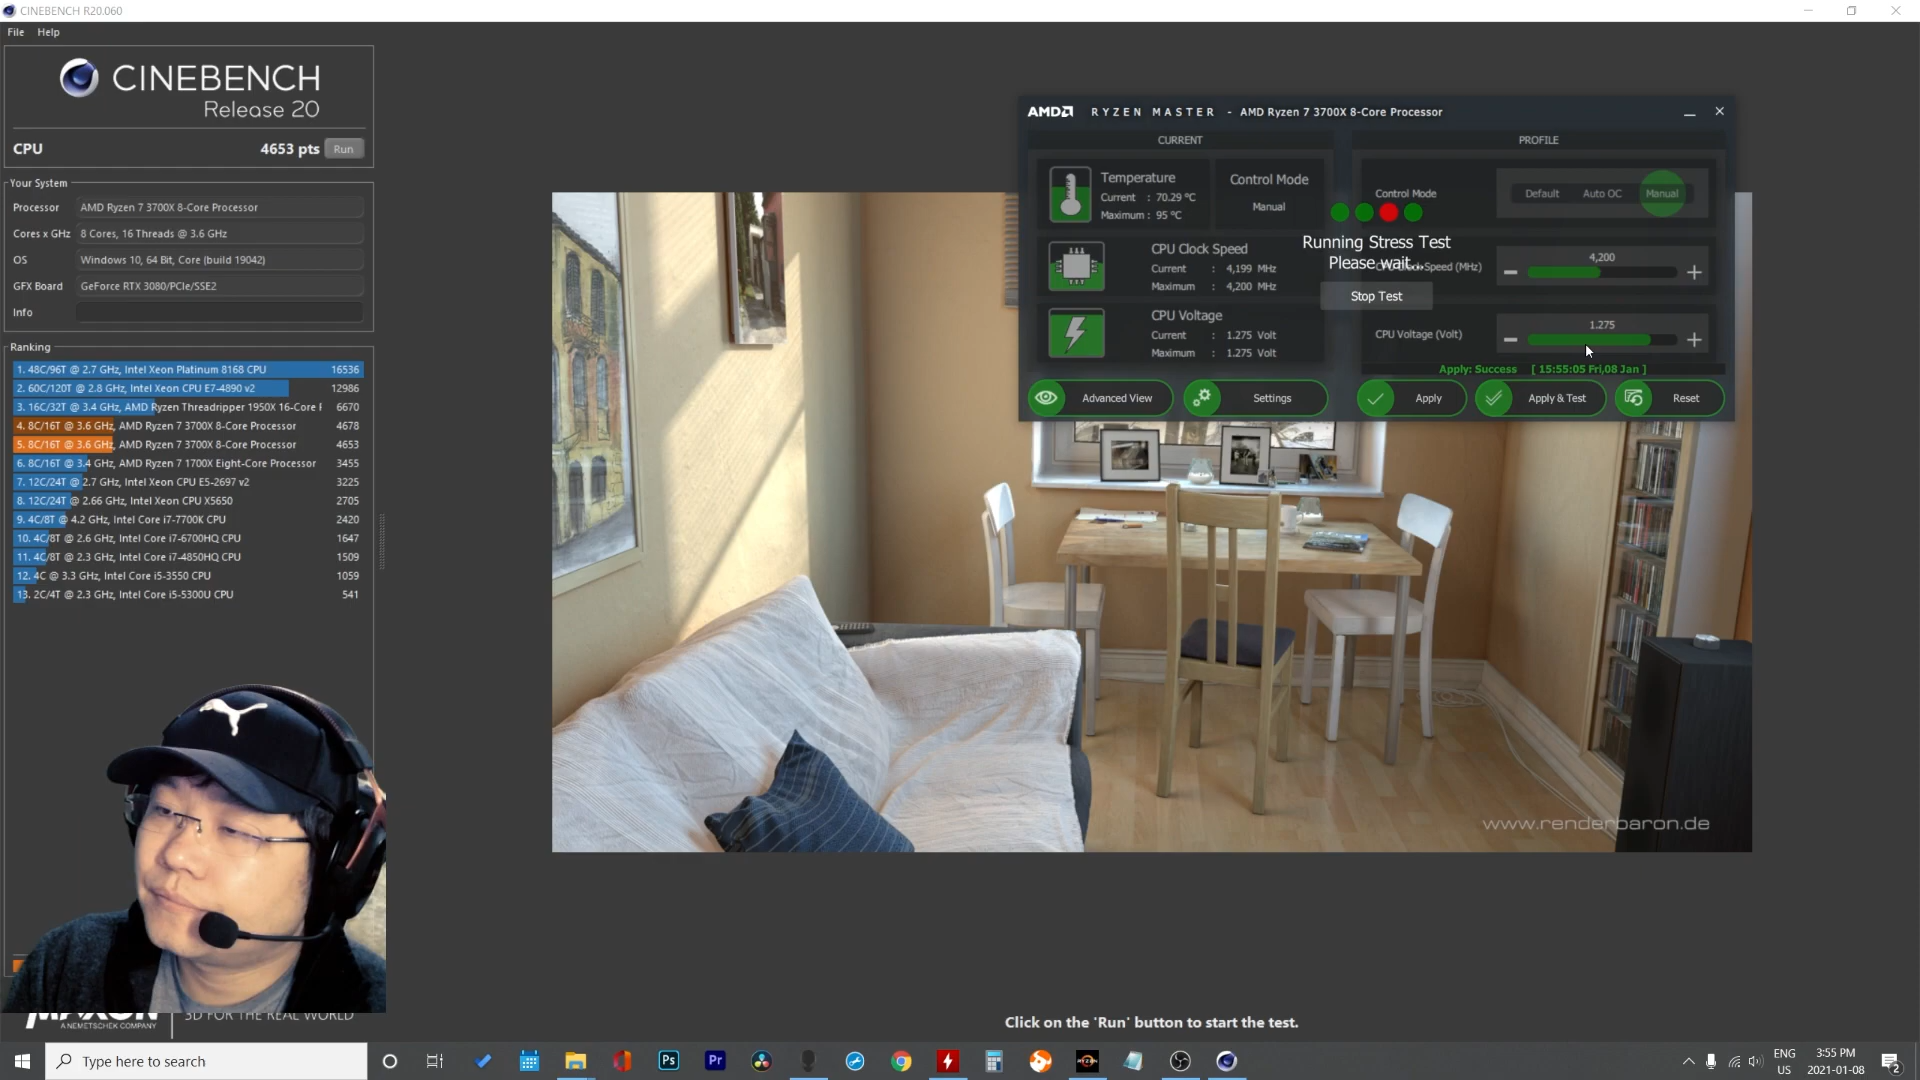 CINEBENCH R20.060
File Help
CINEBENCH
Release 20
CPU 4653 pts Run
Your System
Processor AMD Ryzen 7 3700X 8-Core Processor
Cores x GHz 8 Cores, 16 Threads @ 3.6 GHz
OS Windows 10, 64 Bit, Core (build 19042)
GFX Board GeForce RTX 3080/PCIe/SSE2
Info
Ranking
1. 48C/96T @ 2.7 GHz, Intel Xeon Platinum 8168 CPU 16536
2. 60C/120T @ 2.8 GHz, Intel Xeon CPU E7-4890 v2 12986
3. 16C/32T @ 3.4 GHz, AMD Ryzen Threadripper 1950X 16-Core 6670
4. 8C/16T @ 3.6 GHz, AMD Ryzen 7 3700X 8-Core Processor 4678
5. 8C/16T @ 3.6 GHz, AMD Ryzen 7 3700X 8-Core Processor 4653
6. 8C/16T @ 3.4 GHz, AMD Ryzen 7 1700X Eight-Core Processor 3455
7. 12C/24T @ 2.7 GHz, Intel Xeon CPU E5-2697 v2 3225
8. 12C/24T @ 2.66 GHz, Intel Xeon CPU X5650 2705
9. 4C/8T @ 4.2 GHz, Intel Core i7-7700K CPU 2420
10. 4C/8T @ 2.6 GHz, Intel Core i7-6700HQ CPU 1647
11. 4C/8T @ 2.3 GHz, Intel Core i7-4850HQ CPU 1509
12. 4C @ 3.3 GHz, Intel Core i5-3550 CPU 1059
13. 2C/4T @ 2.3 GHz, Intel Core i5-5300U CPU 541
MAXON
A NEMETSCHEK COMPANY
3D FOR THE REAL WORLD
AMD RYZEN MASTER - AMD Ryzen 7 3700X 8-Core Processor
CURRENT
Temperature
Current : 70.29 °C
Maximum : 95 °C
Control Mode
Manual
CPU Clock Speed
Current : 4,199 MHz
Maximum : 4,200 MHz
CPU Voltage
Current : 1.275 Volt
Maximum : 1.275 Volt
PROFILE
Control Mode
Default Auto OC Manual
Running Stress Test
Please wait...
Stop Test
CPU Clock Speed (MHz)
4,200
CPU Voltage (Volt)
1.275
Apply: Success [ 15:55:05 Fri,08 Jan ]
Advanced View Settings Apply Apply & Test Reset
www.renderbaron.de
Click on the 'Run' button to start the test.
Type here to search
Ps
Pr
RYZEN
ENG
US
3:55 PM
2021-01-08
2